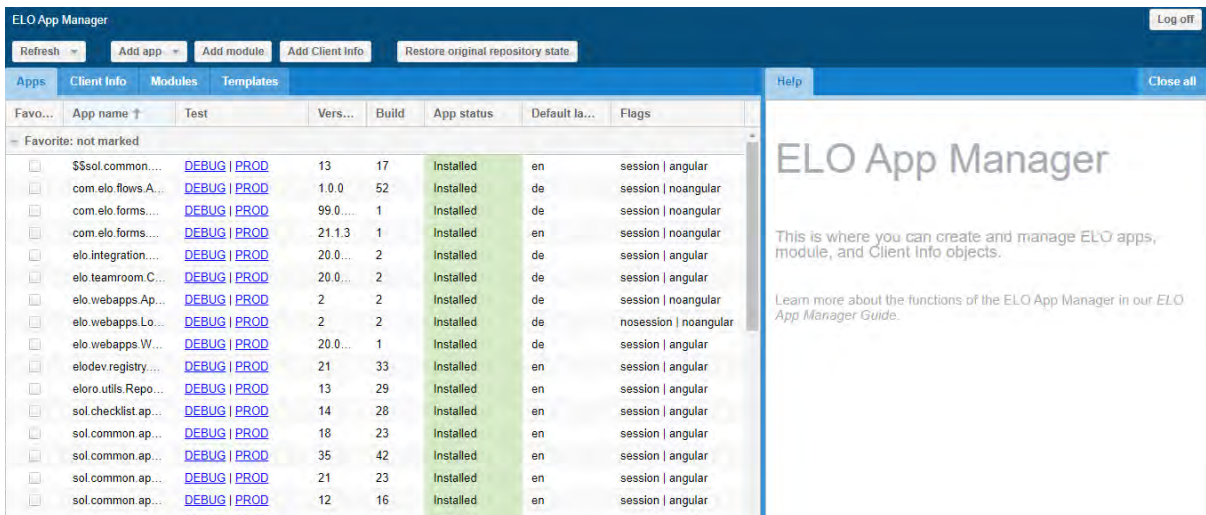 ELO App Manager
Log off
Refresh Add app Add module Add Client Info Restore original repository state
Apps Client Info Modules Templates
Favo... App name ↑ Test Vers... Build App status Default la... Flags
Favorite: not marked
$$sol.common.... DEBUG | PROD 13 17 Installed en session | angular
com.elo.flows.A... DEBUG | PROD 1.0.0 52 Installed de session | noangular
com.elo.forms.... DEBUG | PROD 99.0.... 1 Installed de session | noangular
com.elo.forms.... DEBUG | PROD 21.1.3 1 Installed en session | noangular
elo.integration.... DEBUG | PROD 20.0... 2 Installed de session | angular
elo.teamroom.C... DEBUG | PROD 20.0... 2 Installed de session | angular
elo.webapps.Ap... DEBUG | PROD 2 2 Installed de session | noangular
elo.webapps.Lo... DEBUG | PROD 2 2 Installed de nosession | noangular
elo.webapps.W... DEBUG | PROD 20.0... 1 Installed de session | angular
elodev.registry.... DEBUG | PROD 21 33 Installed en session | angular
eloro.utils.Repo... DEBUG | PROD 13 29 Installed en session | angular
sol.checklist.ap... DEBUG | PROD 14 28 Installed en session | angular
sol.common.ap... DEBUG | PROD 18 23 Installed en session | angular
sol.common.ap... DEBUG | PROD 35 42 Installed en session | angular
sol.common.ap... DEBUG | PROD 21 23 Installed en session | angular
sol.common.ap... DEBUG | PROD 12 16 Installed en session | angular
Help Close all
ELO App Manager
This is where you can create and manage ELO apps,
module, and Client Info objects.
Learn more about the functions of the ELO App Manager in our ELO
App Manager Guide.